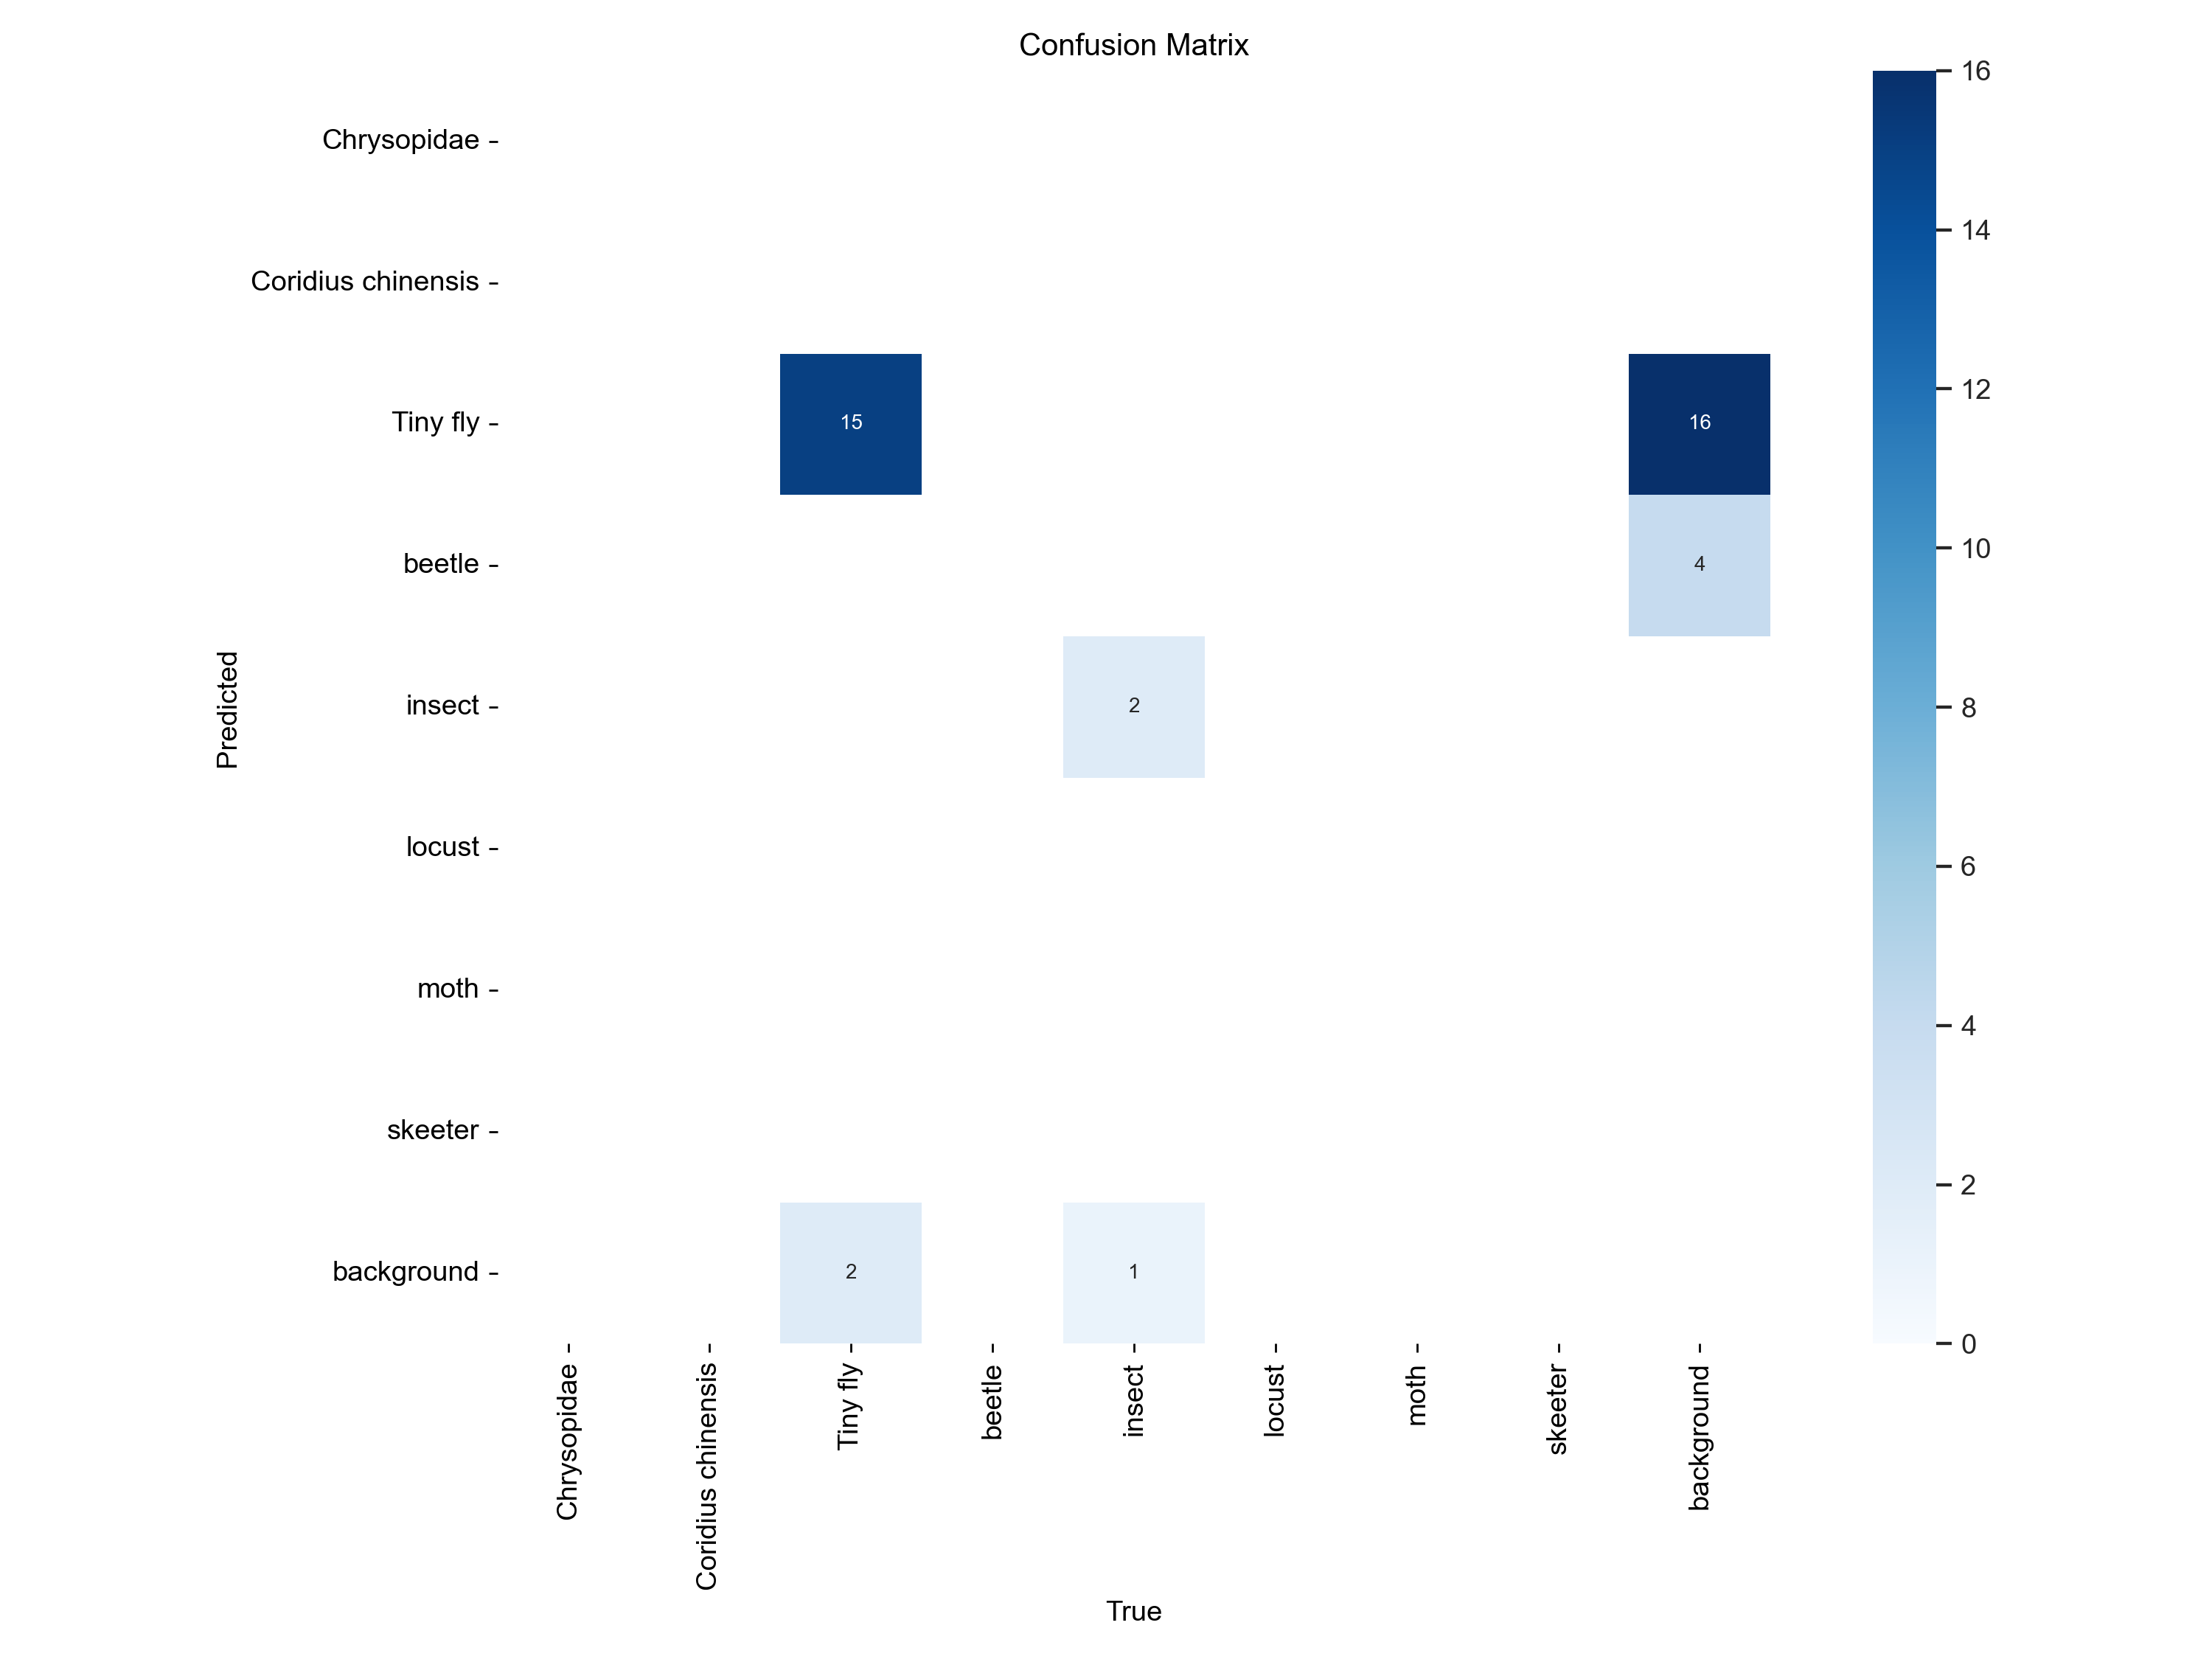 Confusion Matrix
Chrysopidae
Coridius chinensis
Tiny fly
beetle
insect
locust
moth
skeeter
background
Predicted
15
16
4
2
2
1
Chrysopidae
Coridius chinensis
Tiny fly
beetle
insect
locust
moth
skeeter
background
True
16
14
12
10
8
6
4
2
0